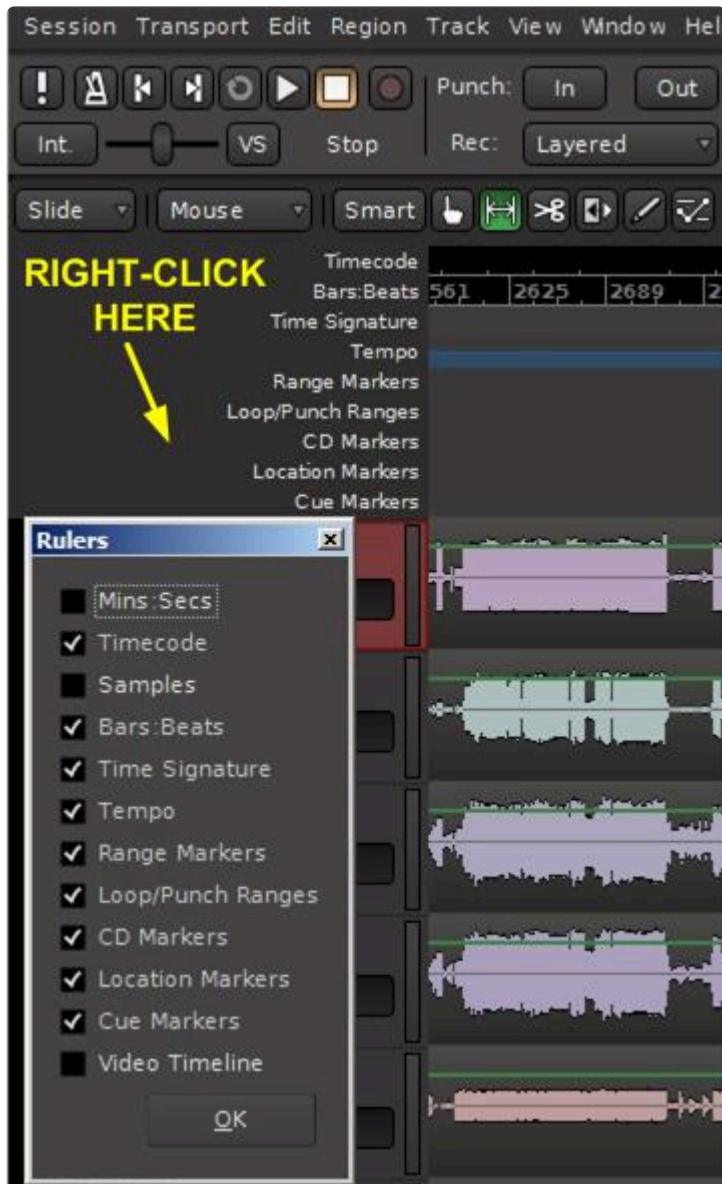 Session Transport Edit Region Track View Window Hel
Punch: In Out
Int. VS Stop Rec: Layered
Slide Mouse Smart
RIGHT-CLICK
HERE
Timecode
Bars:Beats 561 2625 2689 2
Time Signature
Tempo
Range Markers
Loop/Punch Ranges
CD Markers
Location Markers
Cue Markers
Rulers
Mins:Secs
Timecode
Samples
Bars:Beats
Time Signature
Tempo
Range Markers
Loop/Punch Ranges
CD Markers
Location Markers
Cue Markers
Video Timeline
OK